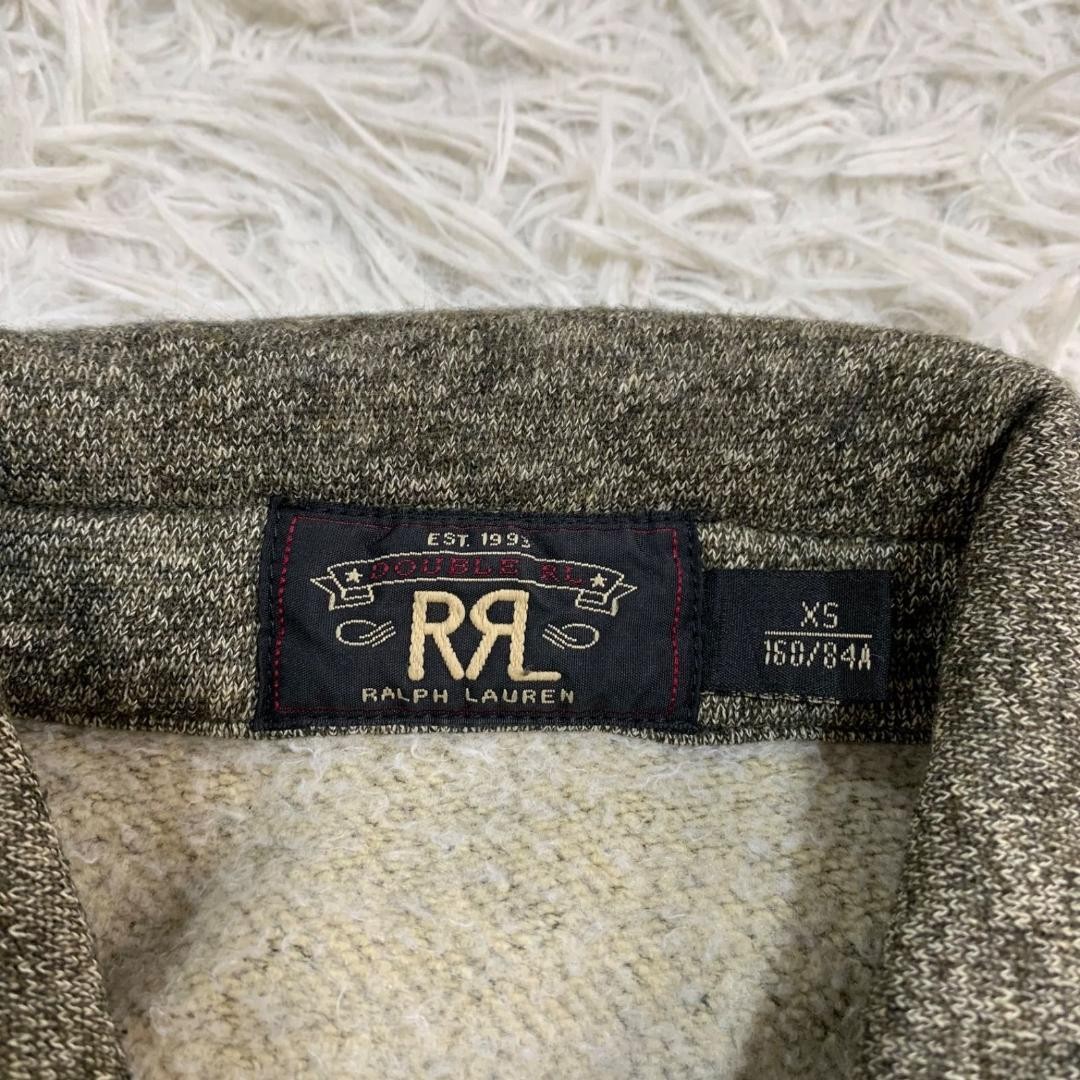 EST. 1993
DOUBLE RL
RRL
RALPH LAUREN
XS
160/84A